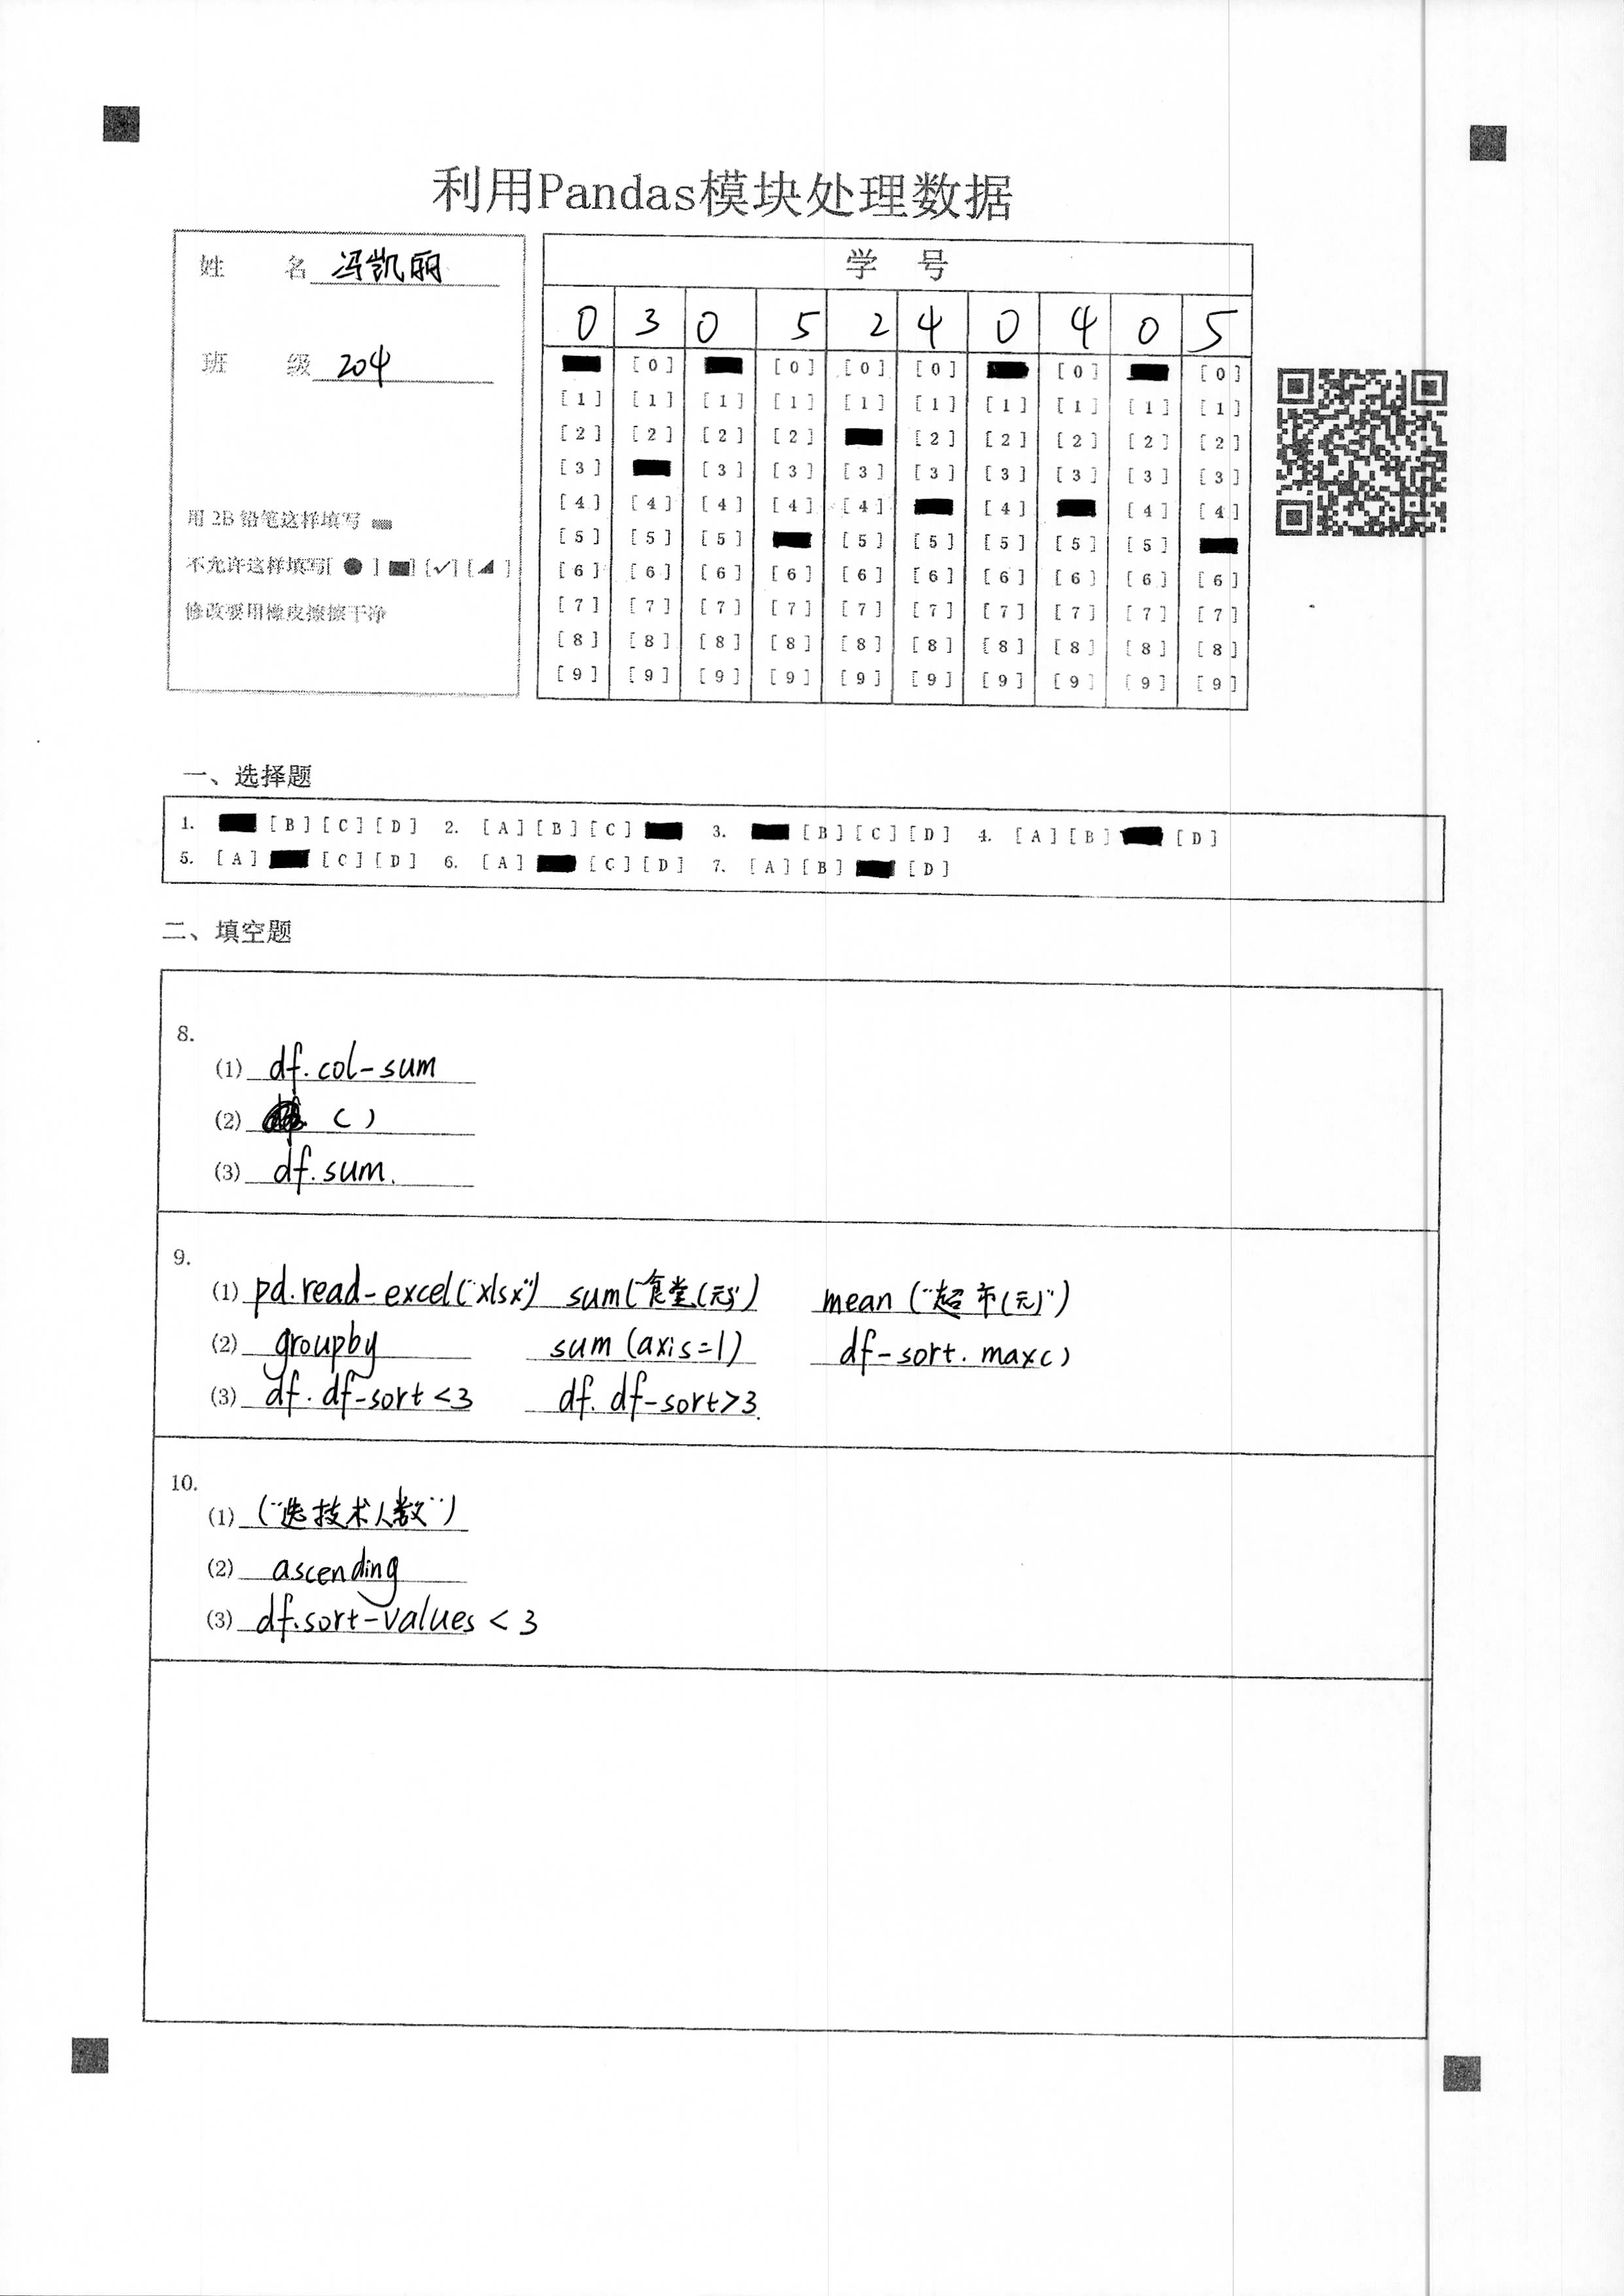 利用Pandas模块处理数据
姓 名 冯凯丽
班 级 204
用 2B 铅笔这样填写
不允许这样填写[ ● ] [■] [✓] [◢ ]
修改要用橡皮擦擦干净
学 号
0 3 0 5 2 4 0 4 0 5
[0] [0] [0] [0] [0] [0]
[1] [1] [1] [1] [1] [1] [1] [1] [1] [1]
[2] [2] [2] [2] [2] [2] [2] [2] [2]
[3] [3] [3] [3] [3] [3] [3] [3] [3]
[4] [4] [4] [4] [4] [4] [4] [4]
[5] [5] [5] [5] [5] [5] [5] [5]
[6] [6] [6] [6] [6] [6] [6] [6] [6] [6]
[7] [7] [7] [7] [7] [7] [7] [7] [7] [7]
[8] [8] [8] [8] [8] [8] [8] [8] [8] [8]
[9] [9] [9] [9] [9] [9] [9] [9] [9] [9]
一、选择题
1. [B] [C] [D] 2. [A] [B] [C] 3. [B] [C] [D] 4. [A] [B] [D]
5. [A] [C] [D] 6. [A] [C] [D] 7. [A] [B] [D]
二、填空题
8.
(1) df.col-sum
(2) ( )
(3) df.sum.
9.
(1) pd.read-excel("xlsx") sum("食堂(元)") mean("超市(元)")
(2) groupby sum(axis=1) df-sort.max()
(3) df.df-sort<3 df.df-sort>3.
10.
(1) ("选技术人数")
(2) ascending
(3) df.sort-values<3